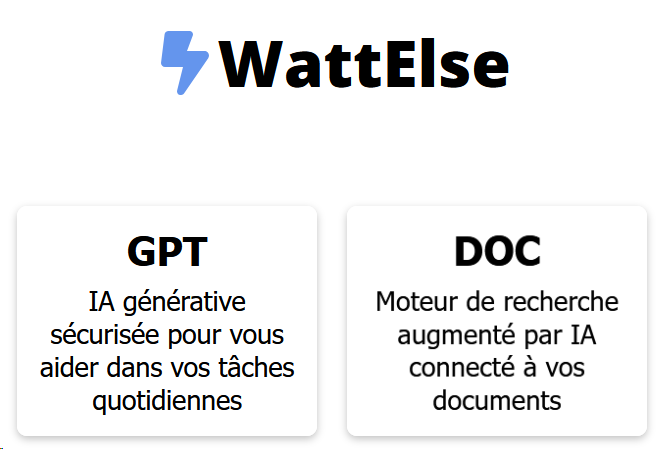 WattElse
GPT
IA générative
sécurisée pour vous
aider dans vos tâches
quotidiennes
DOC
Moteur de recherche
augmenté par IA
connecté à vos
documents